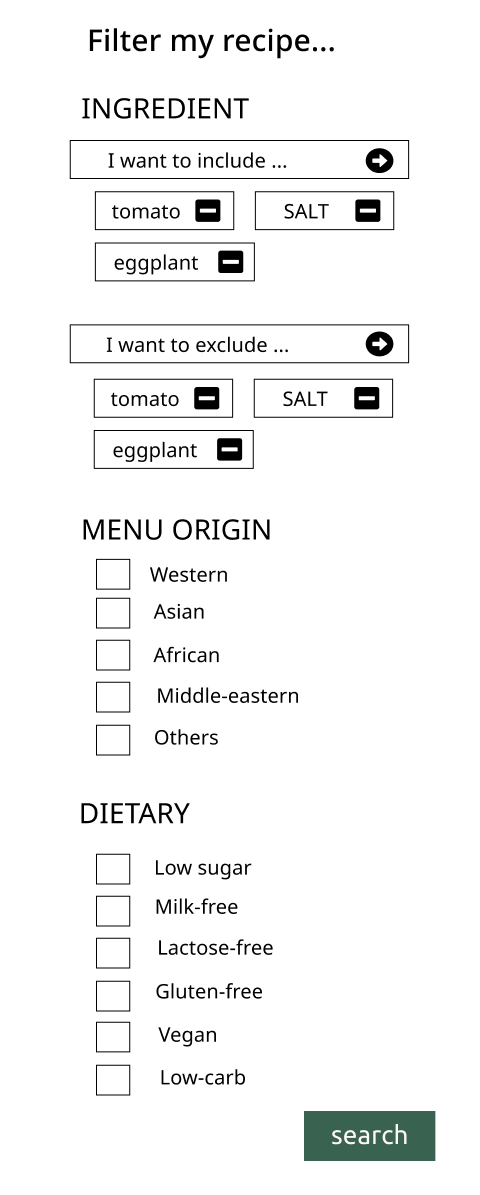 Filter my recipe...
INGREDIENT
I want to include ...
tomato SALT
eggplant
I want to exclude ...
tomato SALT
eggplant
MENU ORIGIN
Western
Asian
African
Middle-eastern
Others
DIETARY
Low sugar
Milk-free
Lactose-free
Gluten-free
Vegan
Low-carb
search